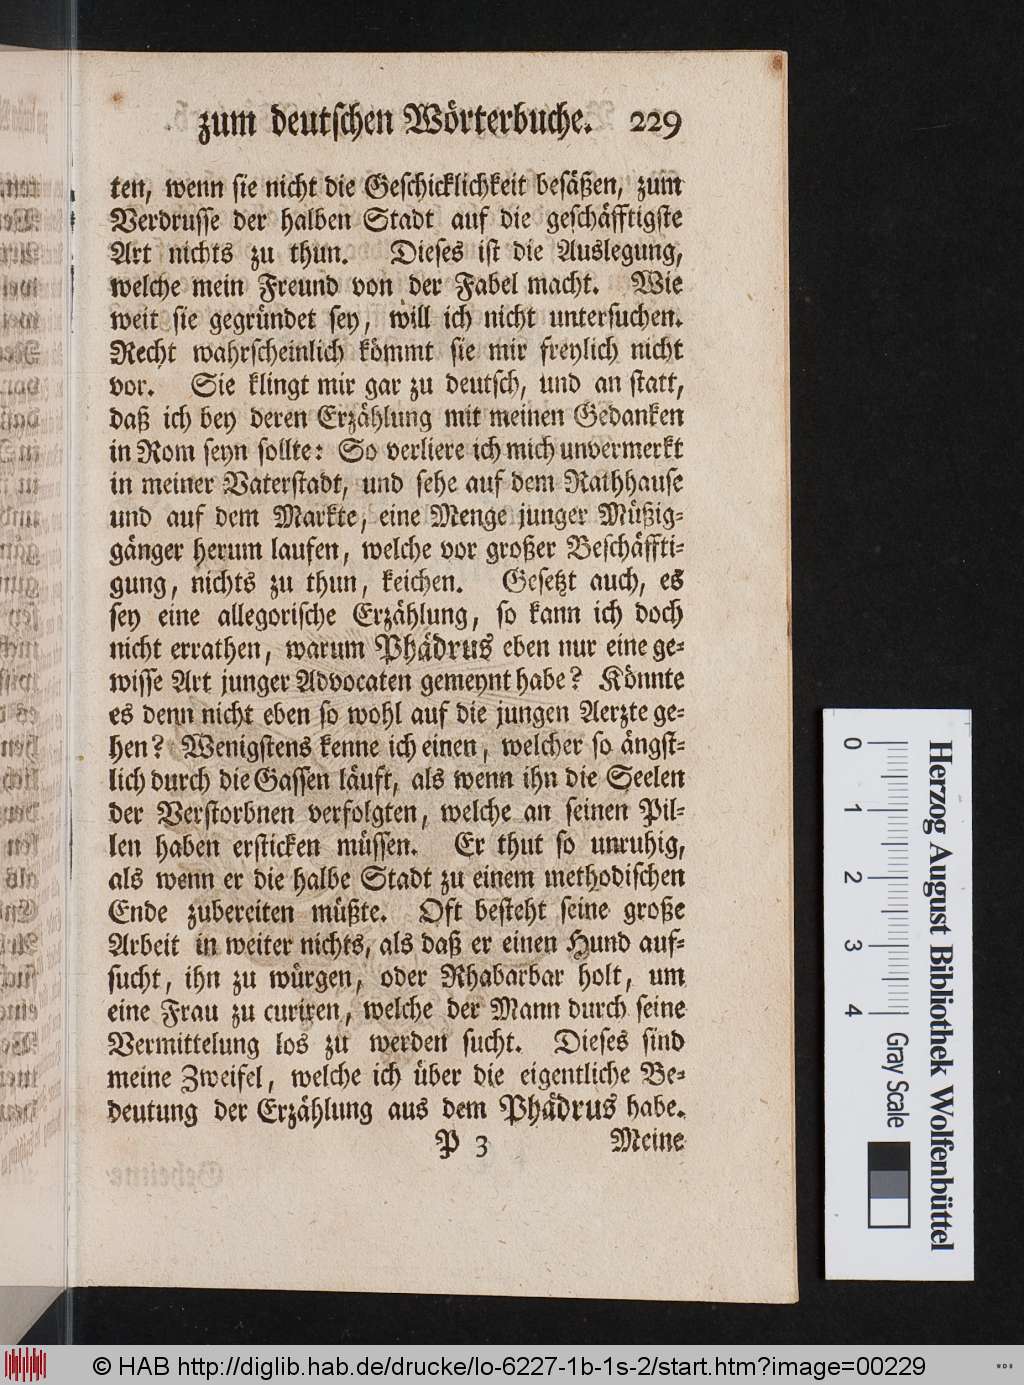 zum deutschen Wörterbuche. 229
ten, wenn sie nicht die Geschicklichkeit besäßen, zum
Verdrusse der halben Stadt auf die geschäfftigste
Art nichts zu thun. Dieses ist die Auslegung,
welche mein Freund von der Fabel macht. Wie
weit sie gegründet sey, will ich nicht untersuchen.
Recht wahrscheinlich kömmt sie mir freylich nicht
vor. Sie klingt mir gar zu deutsch, und an statt,
daß ich bey deren Erzählung mit meinen Gedanken
in Rom seyn sollte: So verliere ich mich unvermerkt
in meiner Vaterstadt, und sehe auf dem Rathhause
und auf dem Markte, eine Menge junger Müßig-
gänger herum laufen, welche vor großer Beschäffti-
gung, nichts zu thun, keichen. Gesetzt auch, es
sey eine allegorische Erzählung, so kann ich doch
nicht errathen, warum Phädrus eben nur eine ge-
wisse Art junger Advocaten gemeynt habe? Könnte
es denn nicht eben so wohl auf die jungen Aerzte ge-
hen? Wenigstens kenne ich einen, welcher so ängst-
lich durch die Gassen läuft, als wenn ihn die Seelen
der Verstorbnen verfolgten, welche an seinen Pil-
len haben ersticken müssen. Er thut so unruhig,
als wenn er die halbe Stadt zu einem methodischen
Ende zubereiten müßte. Oft besteht seine große
Arbeit in weiter nichts, als daß er einen Hund auf-
sucht, ihn zu würgen, oder Rhabarbar holt, um
eine Frau zu curiren, welche der Mann durch seine
Vermittelung los zu werden sucht. Dieses sind
meine Zweifel, welche ich über die eigentliche Be-
deutung der Erzählung aus dem Phädrus habe.
P 3 Meine
0 1 2 3 4 Gray Scale
Herzog August Bibliothek Wolfenbüttel
© HAB http://diglib.hab.de/drucke/lo-6227-1b-1s-2/start.htm?image=00229